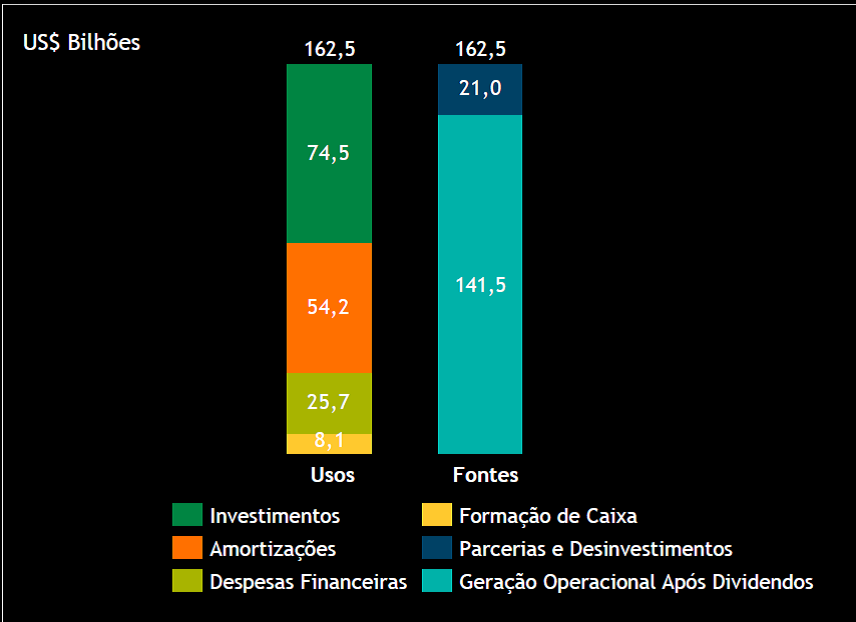 US$ Bilhões
162,5 162,5
21,0
74,5
141,5
54,2
25,7
8,1
Usos Fontes
Investimentos Formação de Caixa
Amortizações Parcerias e Desinvestimentos
Despesas Financeiras Geração Operacional Após Dividendos